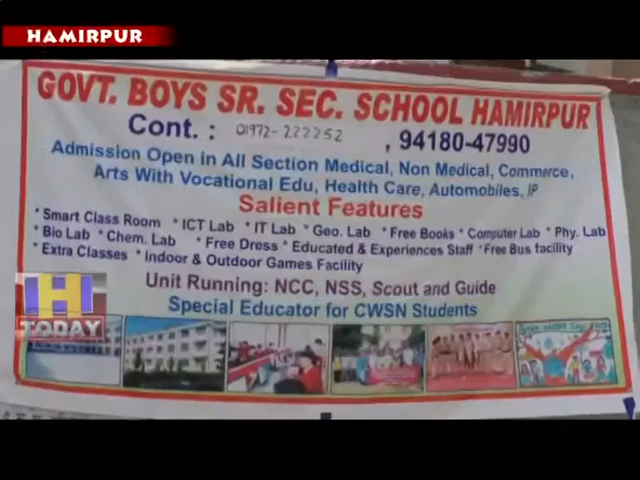 HAMIRPUR
GOVT. BOYS SR. SEC. SCHOOL HAMIRPUR
Cont. : 01972-222252 , 94180-47990
Admission Open in All Section Medical, Non Medical, Commerce,
Arts With Vocational Edu, Health Care, Automobiles, IP
Salient Features
* Smart Class Room * ICT Lab * IT Lab * Geo. Lab * Free Books * Computer Lab * Phy. Lab
* Bio Lab * Chem. Lab * Free Dress * Educated & Experiences Staff * Free Bus facility
* Extra Classes * Indoor & Outdoor Games Facility
Unit Running: NCC, NSS, Scout and Guide
Special Educator for CWSN Students
H
TODAY